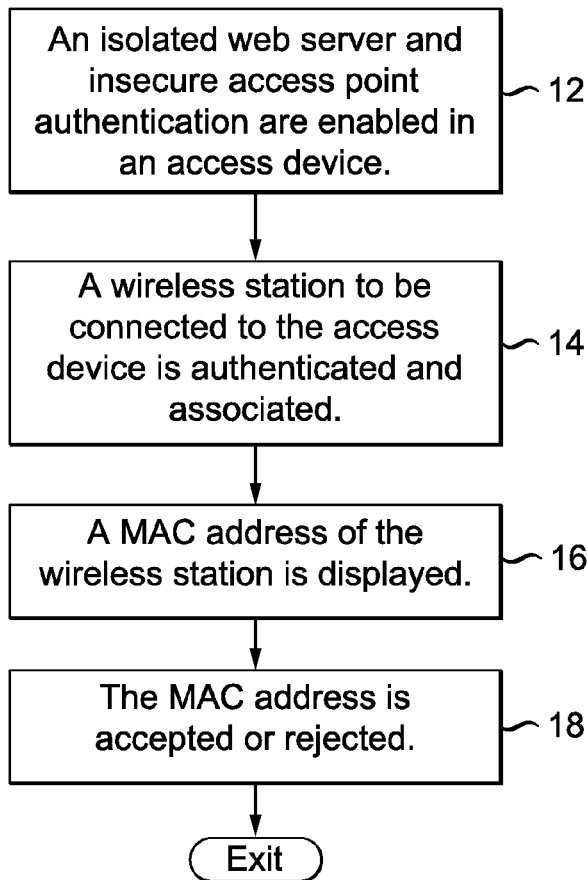 An isolated web server and
insecure access point
authentication are enabled in
an access device.
12
A wireless station to be
connected to the access
device is authenticated and
associated.
14
A MAC address of the
wireless station is displayed.
16
The MAC address is
accepted or rejected.
18
Exit